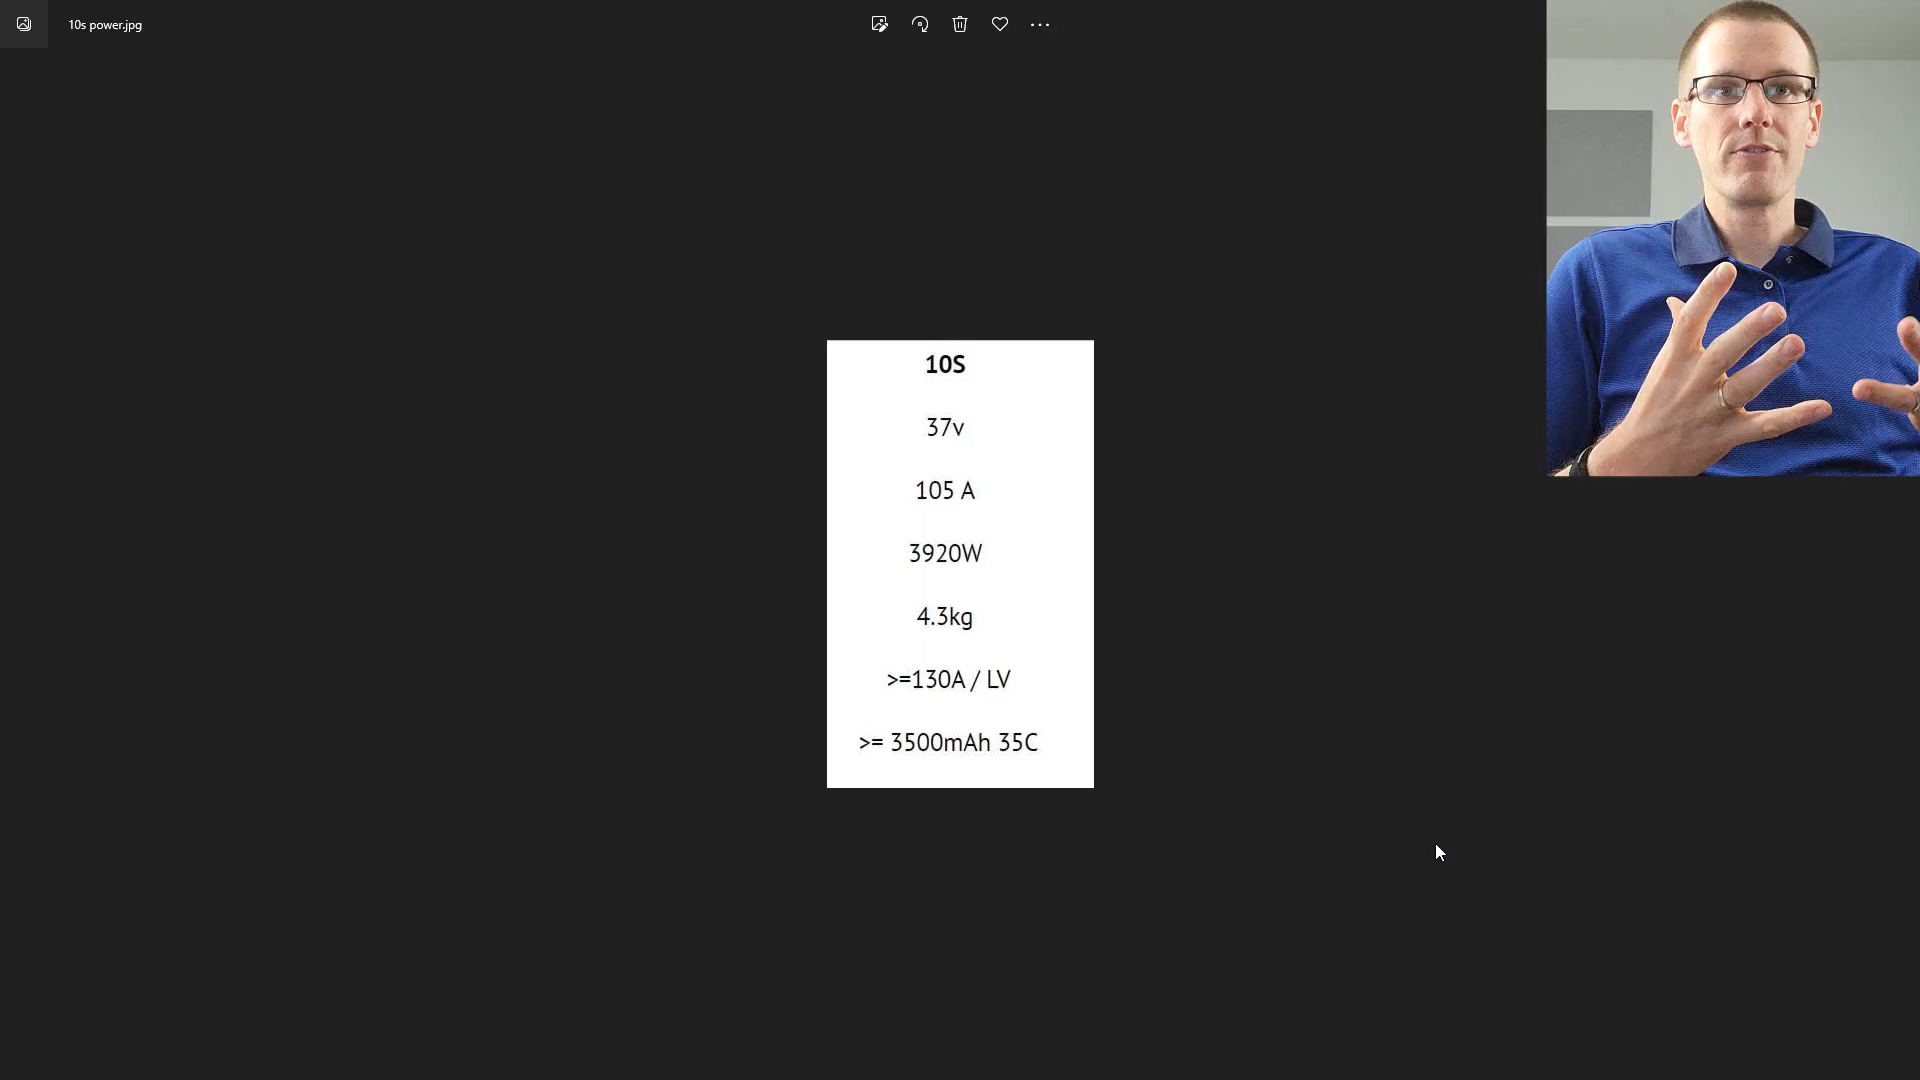 10s power.jpg
10S
37v
105 A
3920W
4.3kg
>=130A / LV
>= 3500mAh 35C